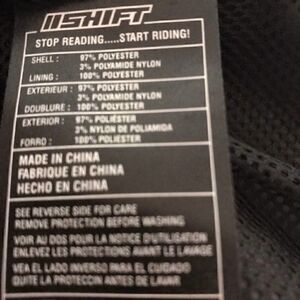 SHIFT
STOP READING.....START RIDING!
SHELL : 97% POLYESTER
3% POLYAMIDE NYLON
LINING : 100% POLYESTER
EXTERIEUR : 97% POLYESTER
3% POLYAMIDE NYLON
DOUBLURE : 100% POLYESTER
EXTERIOR : 97% POLIÉSTER
3% NYLON DE POLIAMIDA
FORRO : 100% POLIÉSTER
MADE IN CHINA
FABRIQUE EN CHINA
HECHO EN CHINA
SEE REVERSE SIDE FOR CARE
REMOVE PROTECTION BEFORE WASHING
VOIR AU DOS POUR LA NOTICE D'UTILISATION
ENLEVEZ LES PROTECTIONS AVANT LE LAVAGE
VEA EL LADO INVERSO PARA EL CUIDADO
QUITE LA PROTECCIN ANTES DE LAVAR